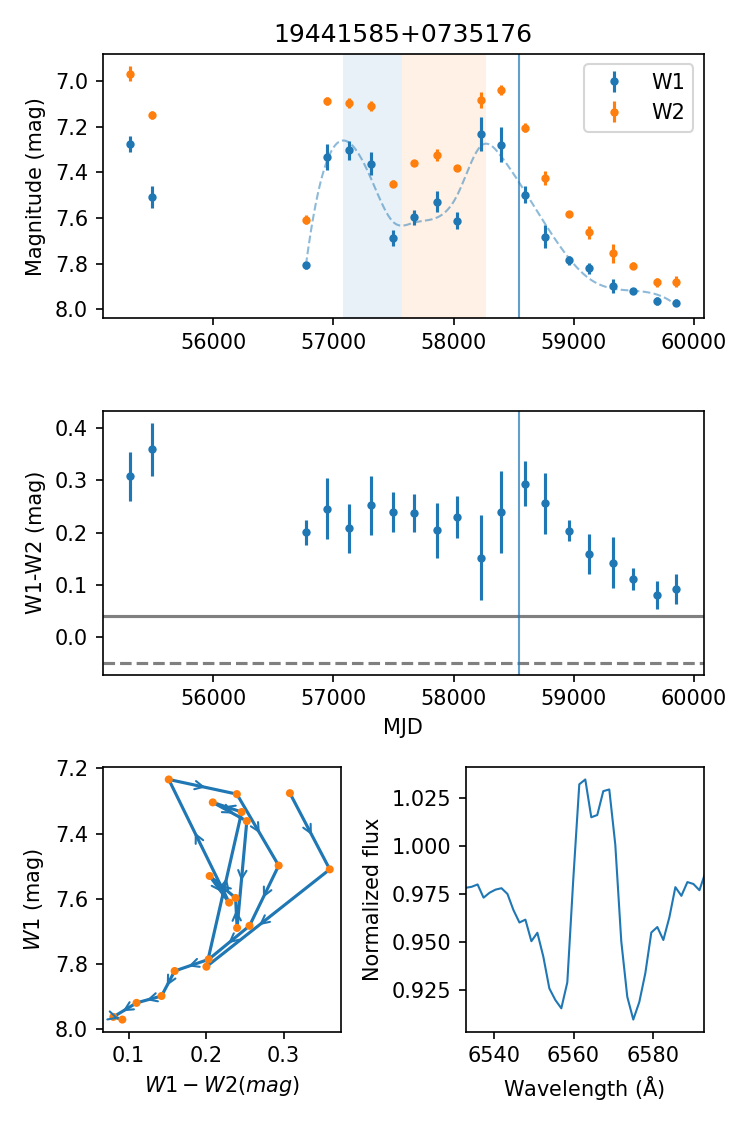 19441585+0735176
Magnitude (mag)
7.0
7.2
7.4
7.6
7.8
8.0
W1
W2
56000 57000 58000 59000 60000
W1-W2 (mag)
0.4
0.3
0.2
0.1
0.0
56000 57000 58000 59000 60000
MJD
W1 (mag)
7.2
7.4
7.6
7.8
8.0
0.1 0.2 0.3
W1 − W2(mag)
Normalized flux
1.025
1.000
0.975
0.950
0.925
6540 6560 6580
Wavelength (Å)